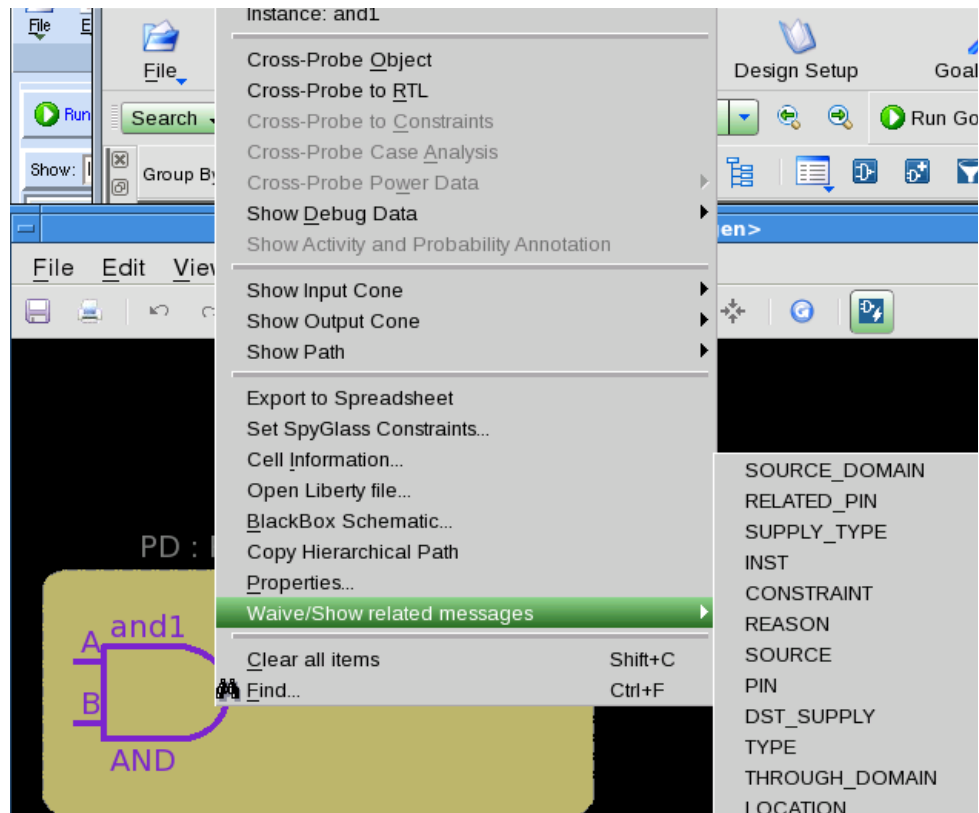 Instance: and1
File E
File
Cross-Probe Object
Design Setup
Goal
Cross-Probe to RTL
Run
Search
Cross-Probe to Constraints
Run Go
Cross-Probe Case Analysis
Show:
Group By
Cross-Probe Power Data
Show Debug Data
en>
Show Activity and Probability Annotation
File Edit View
Show Input Cone
Show Output Cone
Show Path
Export to Spreadsheet
Set SpyGlass Constraints...
Cell Information...
Open Liberty file...
BlackBox Schematic...
Copy Hierarchical Path
Properties...
Waive/Show related messages
Clear all items Shift+C
Find... Ctrl+F
SOURCE_DOMAIN
RELATED_PIN
SUPPLY_TYPE
INST
CONSTRAINT
REASON
SOURCE
PIN
DST_SUPPLY
TYPE
THROUGH_DOMAIN
LOCATION
PD :
and1
A
B
AND